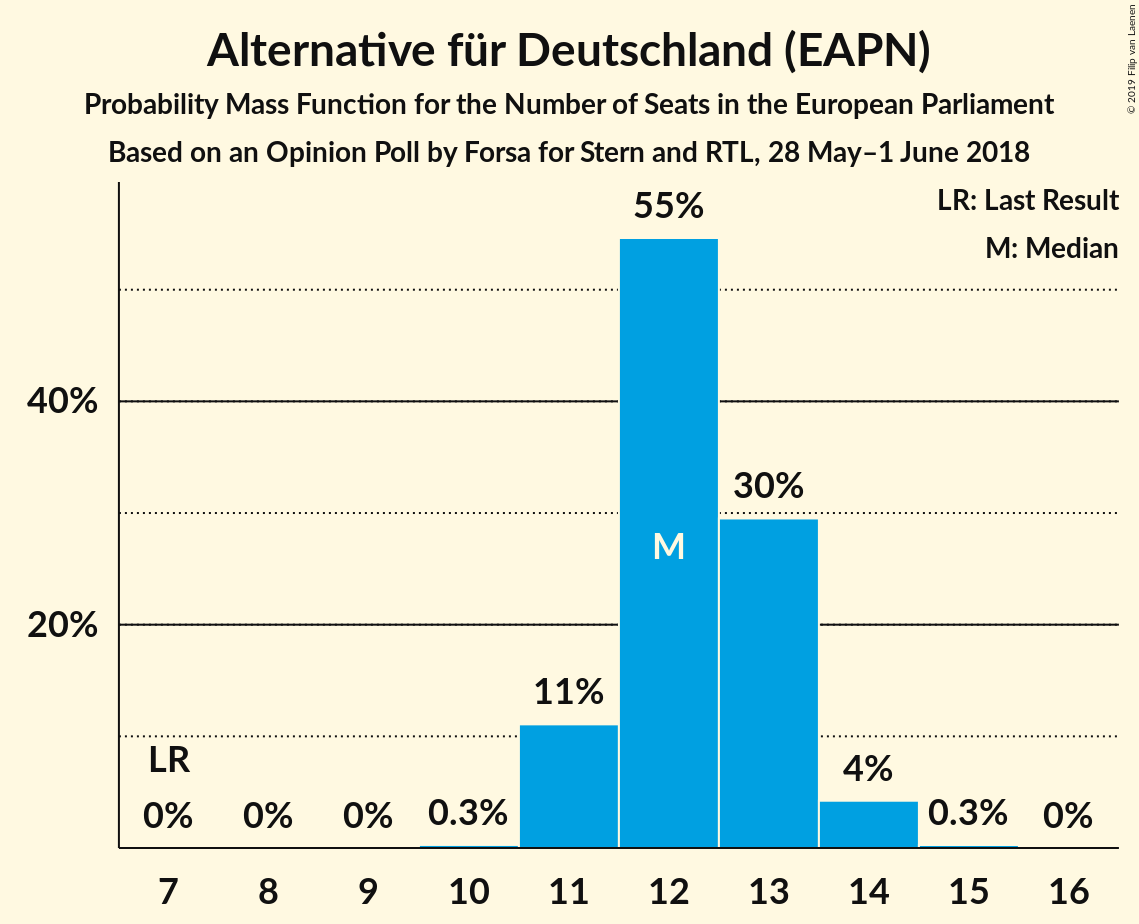 Alternative für Deutschland (EAPN)
Probability Mass Function for the Number of Seats in the European Parliament
Based on an Opinion Poll by Forsa for Stern and RTL, 28 May–1 June 2018
© 2019 Filip van Laenen
LR: Last Result
M: Median
55%
40%
30%
M
20%
11%
LR
4%
0%
0%
0%
0.3%
0.3%
0%
7 8 9 10 11 12 13 14 15 16